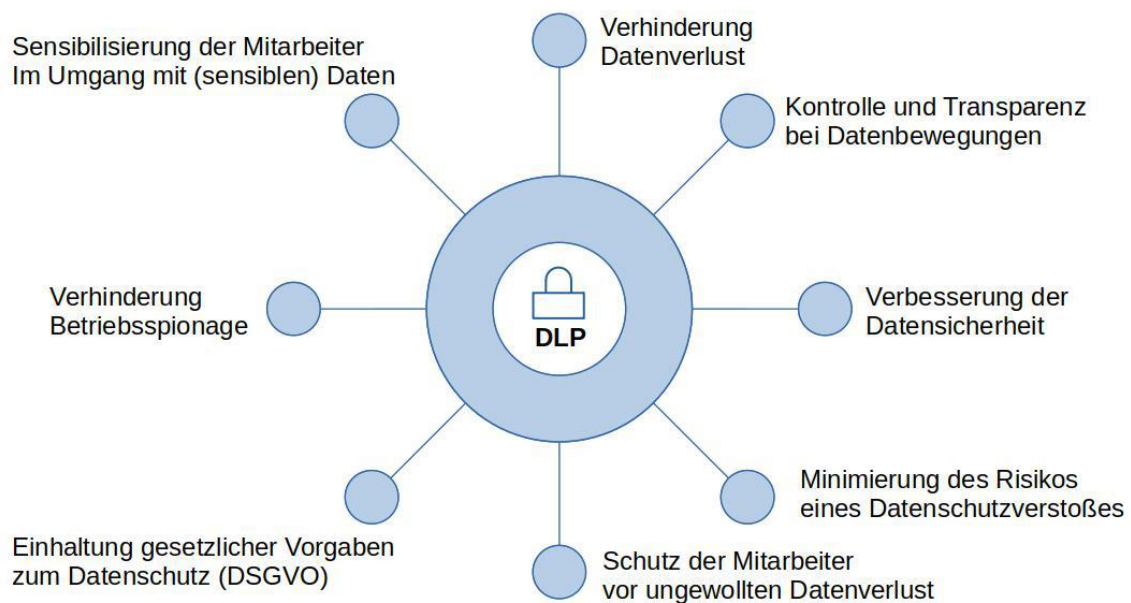 Verhinderung
Datenverlust
Sensibilisierung der Mitarbeiter
Im Umgang mit (sensiblen) Daten
Kontrolle und Transparenz
bei Datenbewegungen
Verhinderung
Betriebsspionage
DLP
Verbesserung der
Datensicherheit
Minimierung des Risikos
eines Datenschutzverstoßes
Einhaltung gesetzlicher Vorgaben
zum Datenschutz (DSGVO)
Schutz der Mitarbeiter
vor ungewollten Datenverlust